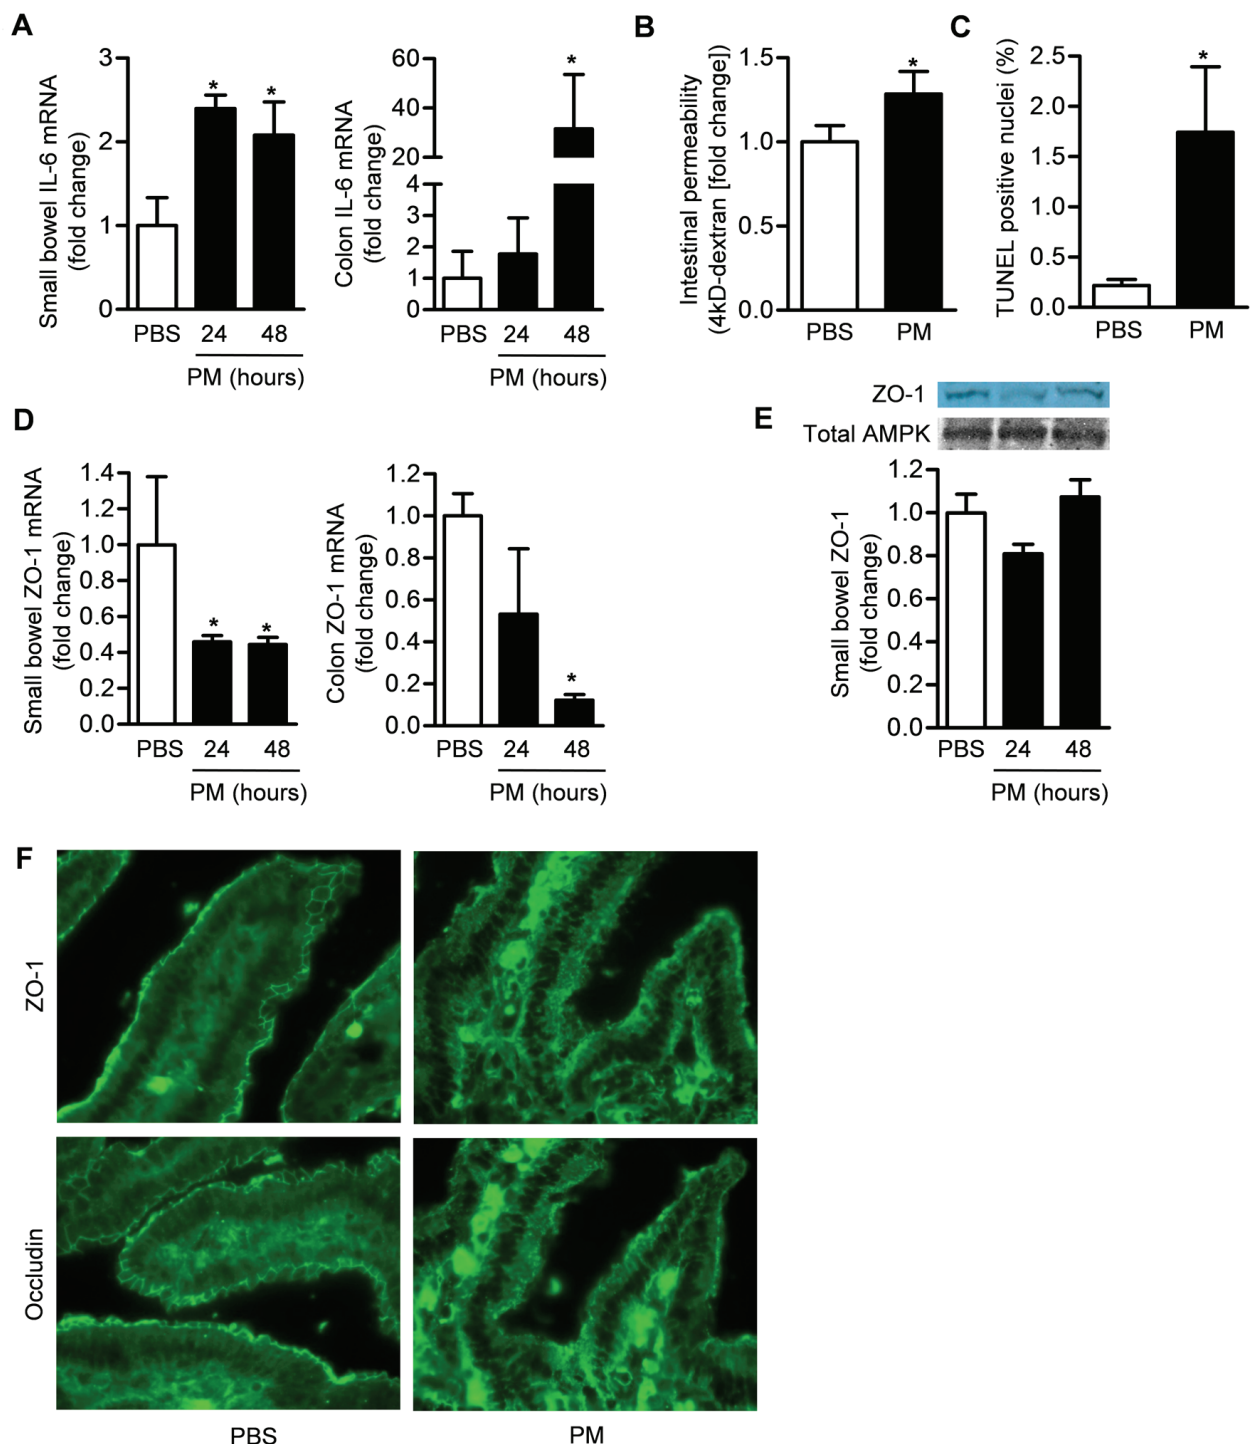 A
Small bowel IL-6 mRNA
(fold change)
3
2
1
0
*
*
PBS
24
48
PM (hours)
Colon IL-6 mRNA
(fold change)
60
40
20
4
3
2
1
0
*
PBS
24
48
PM (hours)
B
Intestinal permeability
(4kD-dextran [fold change])
1.5
1.0
0.5
0.0
*
PBS
PM
C
TUNEL positive nuclei (%)
2.5
2.0
1.5
1.0
0.5
0.0
*
PBS
PM
D
Small bowel ZO-1 mRNA
(fold change)
1.4
1.2
1.0
0.8
0.6
0.4
0.2
0.0
*
*
PBS
24
48
PM (hours)
Colon ZO-1 mRNA
(fold change)
1.2
1.0
0.8
0.6
0.4
0.2
0.0
*
PBS
24
48
PM (hours)
E
ZO-1
Total AMPK
Small bowel ZO-1
(fold change)
1.2
1.0
0.8
0.6
0.4
0.2
0.0
PBS
24
48
PM (hours)
F
ZO-1
Occludin
PBS
PM